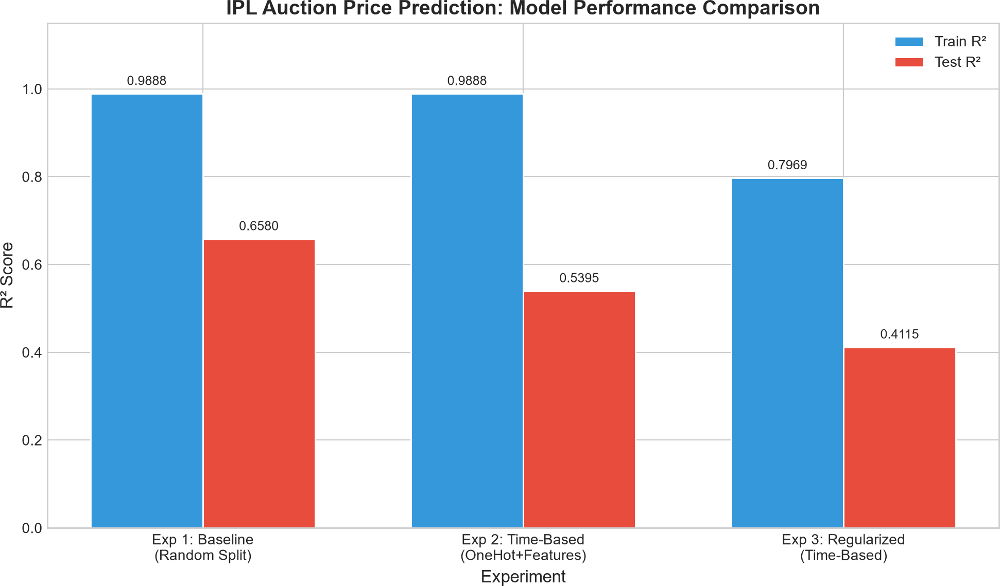 IPL Auction Price Prediction: Model Performance Comparison
Train R²
Test R²
0.9888
0.6580
0.9888
0.5395
0.7969
0.4115
R² Score
1.0
0.8
0.6
0.4
0.2
0.0
Exp 1: Baseline
(Random Split)
Exp 2: Time-Based
(OneHot+Features)
Exp 3: Regularized
(Time-Based)
Experiment